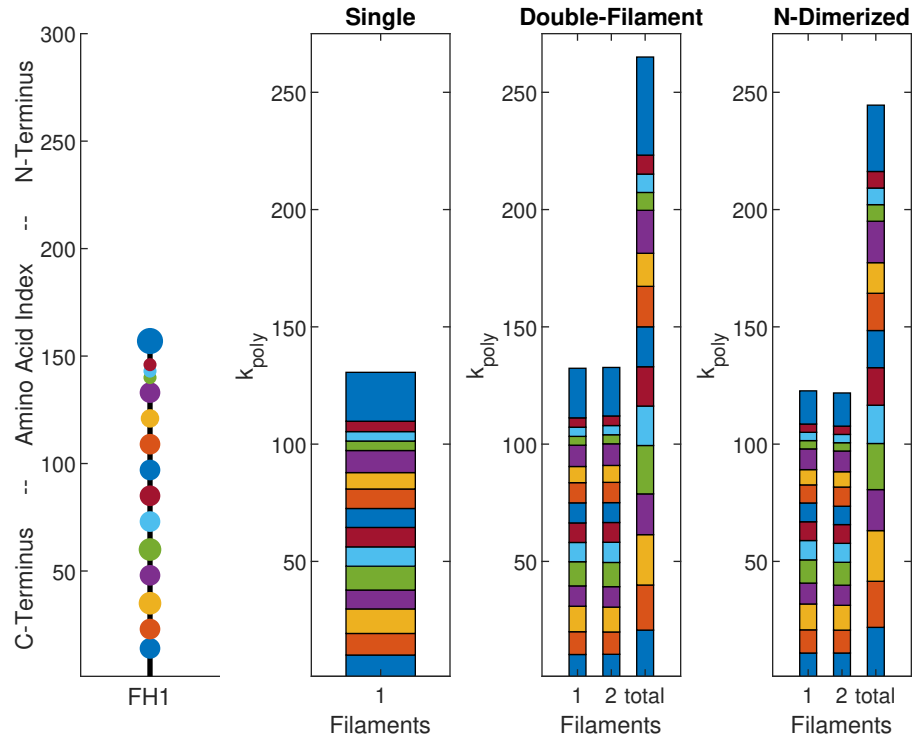 Single
Double-Filament
N-Dimerized
C-Terminus -- Amino Acid Index -- N-Terminus
300
250
200
150
100
50
FH1
k_poly
250
200
150
100
50
1
Filaments
k_poly
250
200
150
100
50
1 2 total
Filaments
k_poly
250
200
150
100
50
1 2 total
Filaments